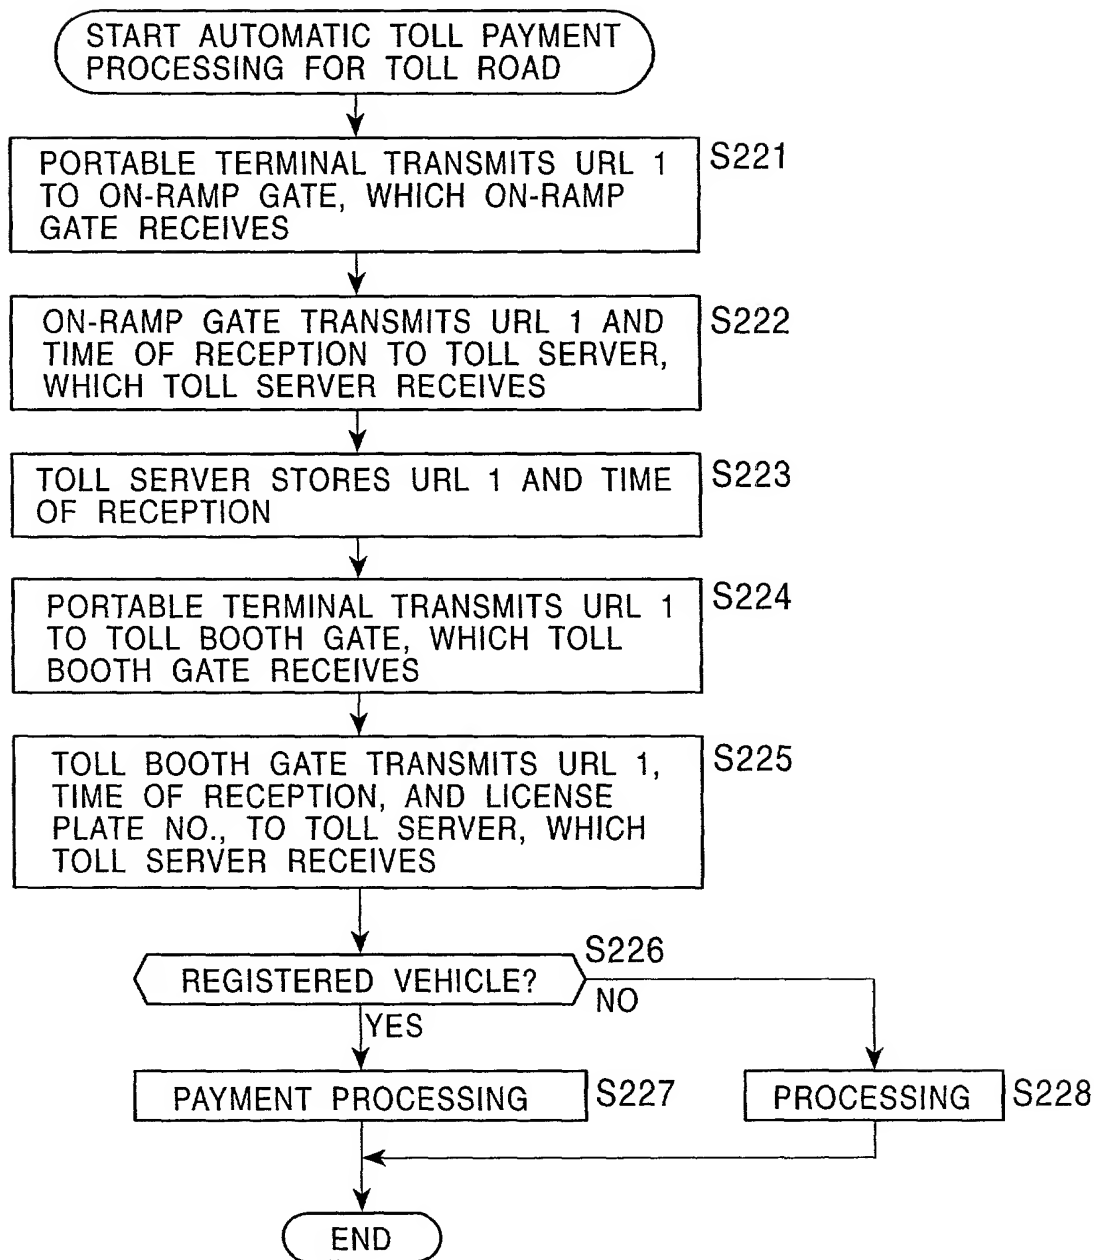 START AUTOMATIC TOLL PAYMENT
PROCESSING FOR TOLL ROAD
PORTABLE TERMINAL TRANSMITS URL 1
TO ON-RAMP GATE, WHICH ON-RAMP
GATE RECEIVES
S221
ON-RAMP GATE TRANSMITS URL 1 AND
TIME OF RECEPTION TO TOLL SERVER,
WHICH TOLL SERVER RECEIVES
S222
TOLL SERVER STORES URL 1 AND TIME
OF RECEPTION
S223
PORTABLE TERMINAL TRANSMITS URL 1
TO TOLL BOOTH GATE, WHICH TOLL
BOOTH GATE RECEIVES
S224
TOLL BOOTH GATE TRANSMITS URL 1,
TIME OF RECEPTION, AND LICENSE
PLATE NO., TO TOLL SERVER, WHICH
TOLL SERVER RECEIVES
S225
REGISTERED VEHICLE?
S226
NO
YES
PAYMENT PROCESSING
S227
PROCESSING
S228
END